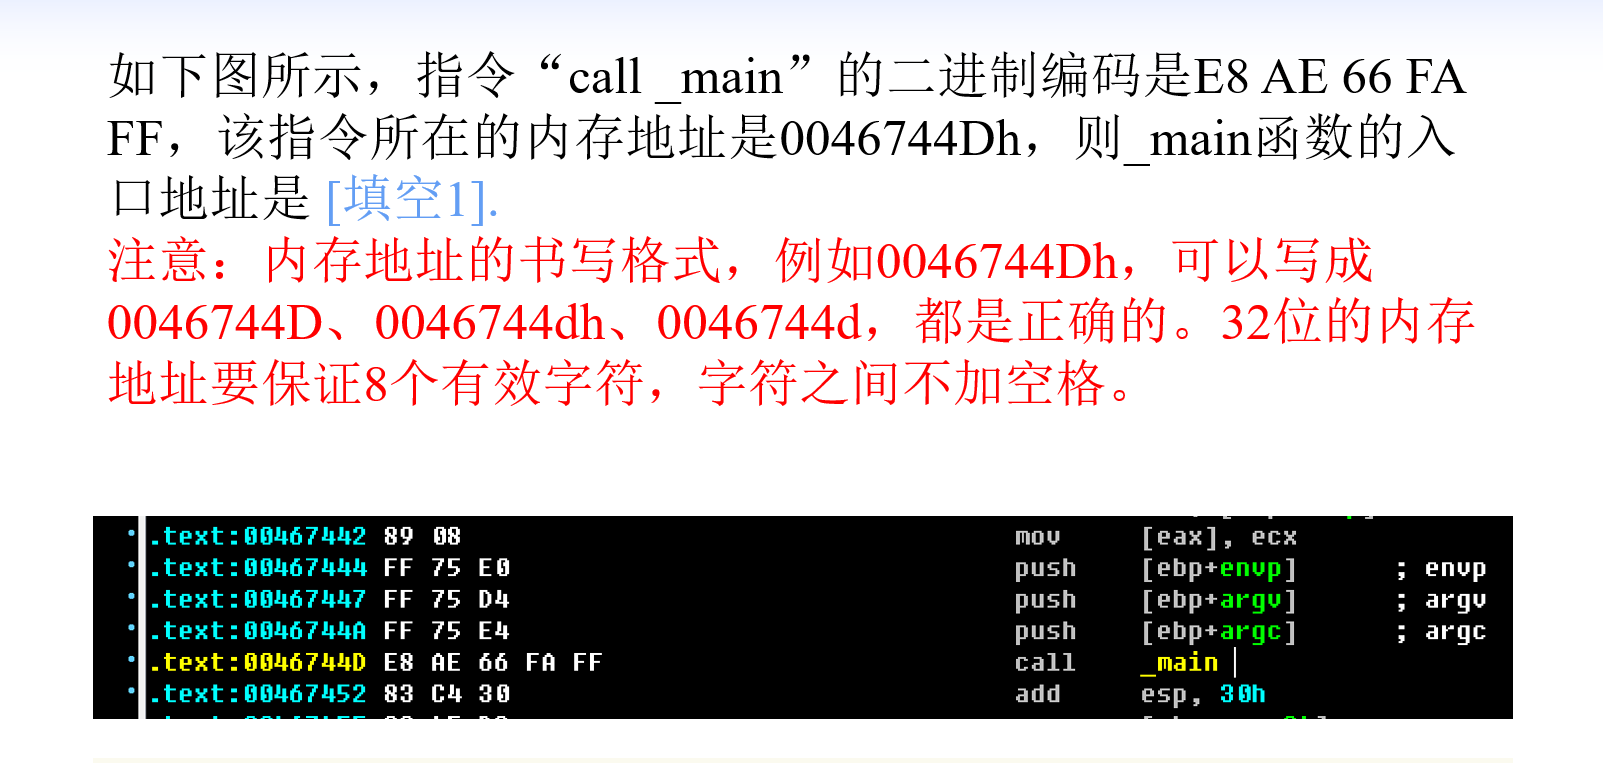 如下图所示，指令“call _main”的二进制编码是E8 AE 66 FA
FF，该指令所在的内存地址是0046744Dh，则_main函数的入
口地址是 [填空1].
注意：内存地址的书写格式，例如0046744Dh，可以写成
0046744D、0046744dh、0046744d，都是正确的。32位的内存
地址要保证8个有效字符，字符之间不加空格。
.text:00467442 89 08 mov [eax], ecx
.text:00467444 FF 75 E0 push [ebp+envp] ; envp
.text:00467447 FF 75 D4 push [ebp+argv] ; argv
.text:0046744A FF 75 E4 push [ebp+argc] ; argc
.text:0046744D E8 AE 66 FA FF call _main
.text:00467452 83 C4 30 add esp, 30h